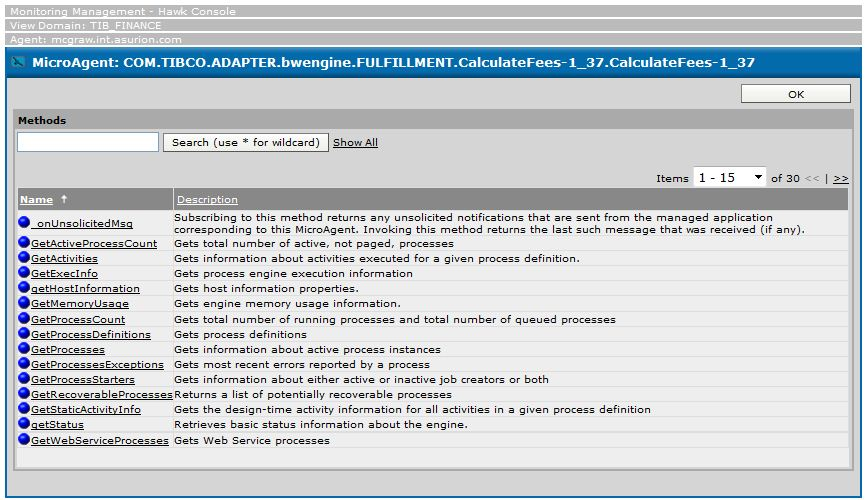 Monitoring Management - Hawk Console
View Domain: TIB_FINANCE
Agent: mcgraw.int.asurion.com
MicroAgent: COM.TIBCO.ADAPTER.bwengine.FULFILLMENT.CalculateFees-1_37.CalculateFees-1_37
OK
Methods
Search (use * for wildcard) Show All
Items 1 - 15 of 30 << | >>
Name ↑ Description
_onUnsolicitedMsg Subscribing to this method returns any unsolicited notifications that are sent from the managed application
corresponding to this MicroAgent. Invoking this method returns the last such message that was received (if any).
GetActiveProcessCount Gets total number of active, not paged, processes
GetActivities Gets information about activities executed for a given process definition.
GetExecInfo Gets process engine execution information
getHostInformation Gets host information properties.
GetMemoryUsage Gets engine memory usage information.
GetProcessCount Gets total number of running processes and total number of queued processes
GetProcessDefinitions Gets process definitions
GetProcesses Gets information about active process instances
GetProcessesExceptions Gets most recent errors reported by a process
GetProcessStarters Gets information about either active or inactive job creators or both
GetRecoverableProcesses Returns a list of potentially recoverable processes
GetStaticActivityInfo Gets the design-time activity information for all activities in a given process definition
getStatus Retrieves basic status information about the engine.
GetWebServiceProcesses Gets Web Service processes